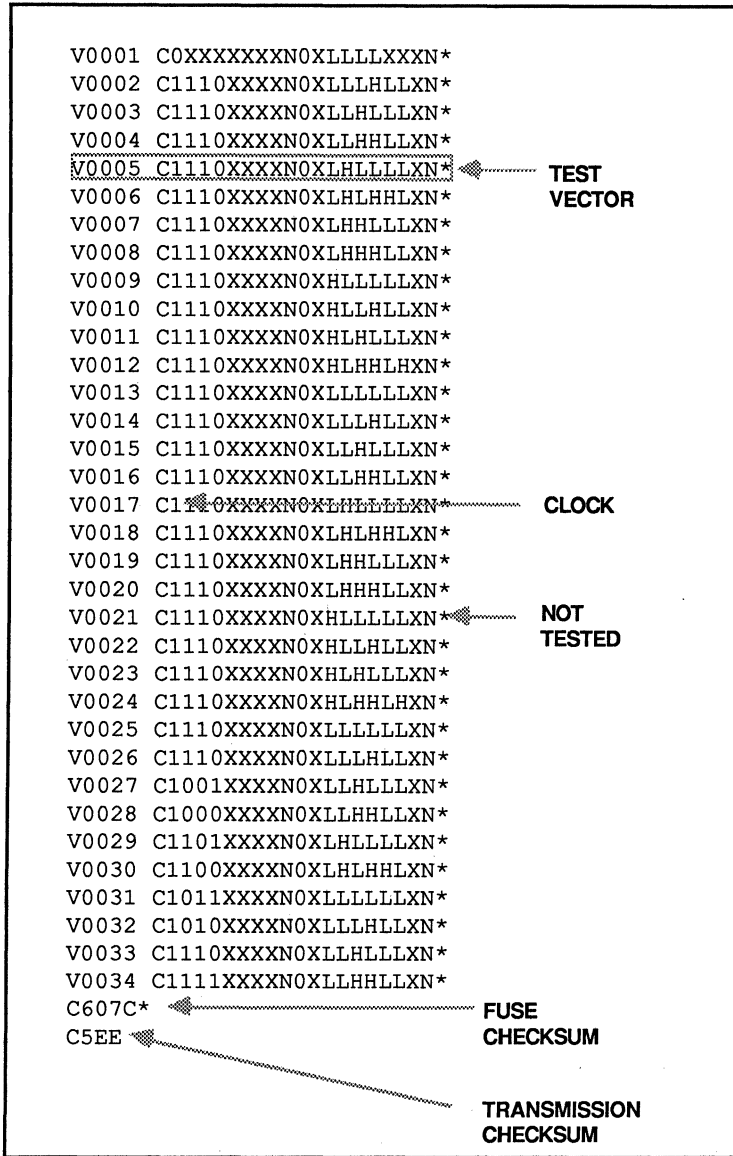 V0001 C0XXXXXXXN0XLLLLXXXN*
V0002 C1110XXXXN0XLLLHLLXN*
V0003 C1110XXXXN0XLLHLLLXN*
V0004 C1110XXXXN0XLLHHLLXN*
V0005 C1110XXXXN0XLHLLLLXN*
TEST
VECTOR
V0006 C1110XXXXN0XLHLHHLXN*
V0007 C1110XXXXN0XLHHLLLXN*
V0008 C1110XXXXN0XLHHHLLXN*
V0009 C1110XXXXN0XHLLLLLXN*
V0010 C1110XXXXN0XHLLHLLXN*
V0011 C1110XXXXN0XHLHLLLXN*
V0012 C1110XXXXN0XHLHHLHXN*
V0013 C1110XXXXN0XLLLLLLXN*
V0014 C1110XXXXN0XLLLHLLXN*
V0015 C1110XXXXN0XLLHLLLXN*
V0016 C1110XXXXN0XLLHHLLXN*
V0017 C1110XXXXN0XLHLLLLXN*
CLOCK
V0018 C1110XXXXN0XLHLHHLXN*
V0019 C1110XXXXN0XLHHLLLXN*
V0020 C1110XXXXN0XLHHHLLXN*
V0021 C1110XXXXN0XHLLLLLXN*
NOT
TESTED
V0022 C1110XXXXN0XHLLHLLXN*
V0023 C1110XXXXN0XHLHLLLXN*
V0024 C1110XXXXN0XHLHHLHXN*
V0025 C1110XXXXN0XLLLLLLXN*
V0026 C1110XXXXN0XLLLHLLXN*
V0027 C1001XXXXN0XLLHLLLXN*
V0028 C1000XXXXN0XLLHHLLXN*
V0029 C1101XXXXN0XLHLLLLXN*
V0030 C1100XXXXN0XLHLHHLXN*
V0031 C1011XXXXN0XLLLLLLXN*
V0032 C1010XXXXN0XLLLHLLXN*
V0033 C1110XXXXN0XLLHLLLXN*
V0034 C1111XXXXN0XLLHHLLXN*
C607C*
FUSE
CHECKSUM
C5EE
TRANSMISSION
CHECKSUM